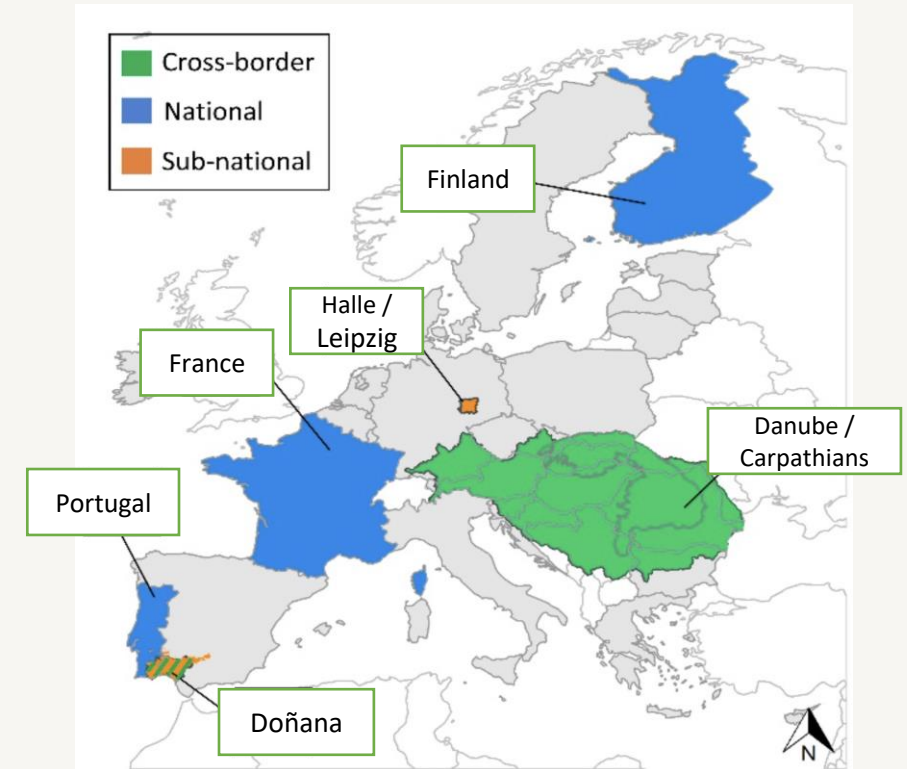 Cross-border
National
Sub-national
Finland
Halle /
Leipzig
France
Danube /
Carpathians
Portugal
Doñana
N